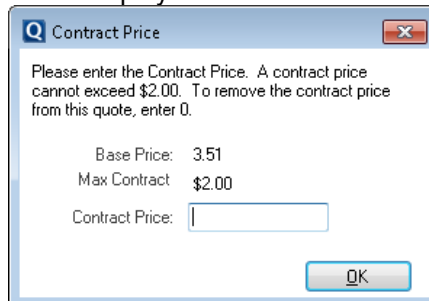 Contract Price
Please enter the Contract Price. A contract price
cannot exceed $2.00. To remove the contract price
from this quote, enter 0.
Base Price: 3.51
Max Contract $2.00
Contract Price:
OK